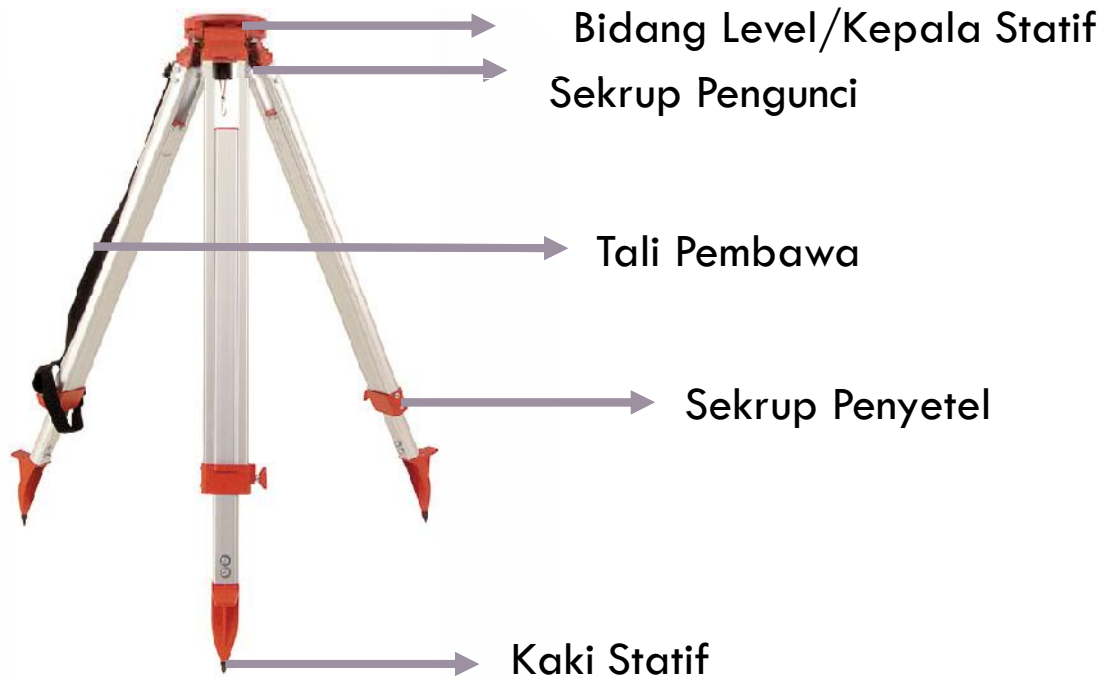 Bidang Level/Kepala Statif
Sekrup Pengunci
Tali Pembawa
Sekrup Penyetel
Kaki Statif